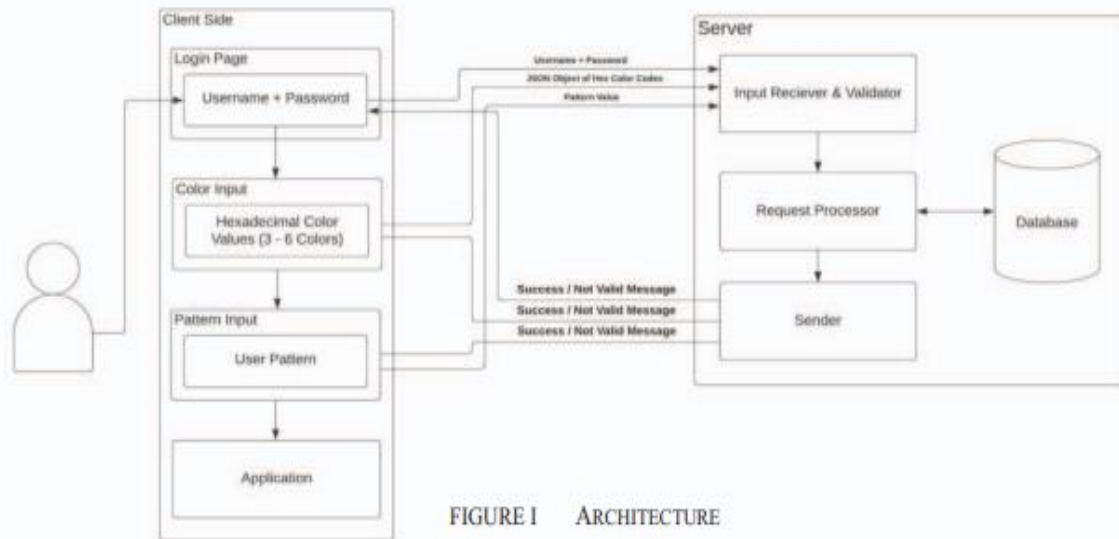 Client Side
Login Page
Username + Password
Color Input
Hexadecimal Color
Values (3 - 6 Colors)
Pattern Input
User Pattern
Application
Username + Password
JSON Object of Hex Color Codes
Pattern Value
Success / Not Valid Message
Success / Not Valid Message
Success / Not Valid Message
Server
Input Reciever & Validator
Request Processor
Database
Sender
FIGURE I ARCHITECTURE